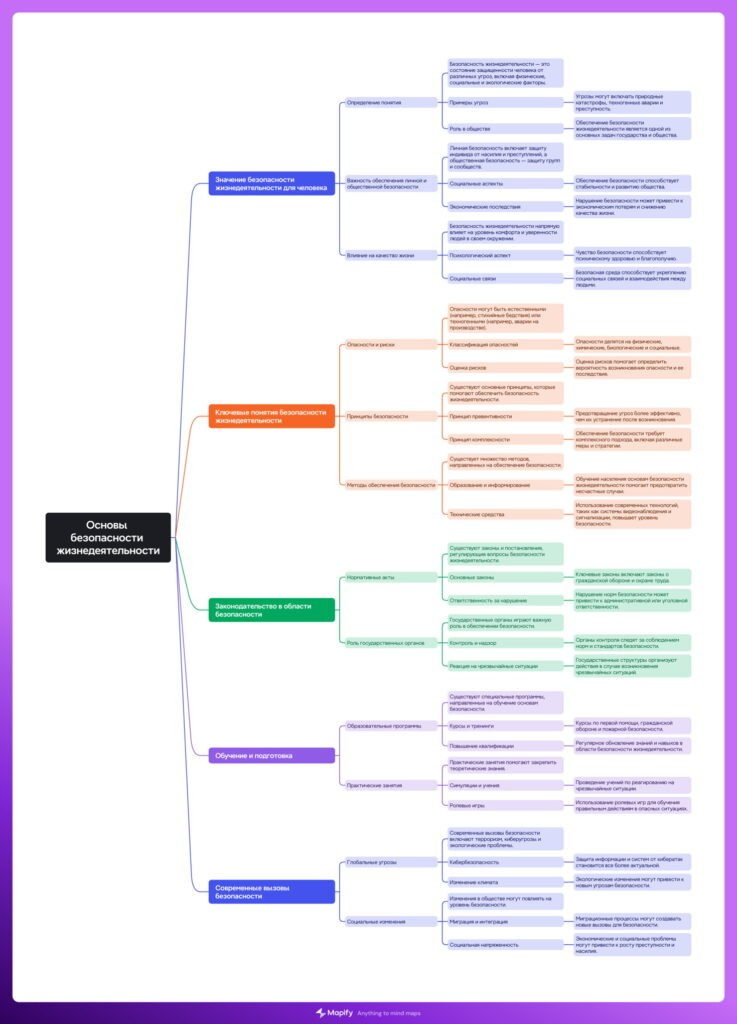 Безопасность жизнедеятельности — это
состояние защищенности человека от
различных угроз, включая физические,
социальные и экологические факторы.
Определение понятия
Примеры угроз
Угрозы могут включать природные
катастрофы, техногенные аварии и
преступность.
Роль в обществе
Обеспечение безопасности
жизнедеятельности является одной из
основных задач государства и общества.
Значение безопасности
жизнедеятельности для человека
Личная безопасность включает защиту
индивида от насилия и преступлений, а
общественная безопасность — защиту групп
и сообществ.
Важность обеспечения личной и
общественной безопасности
Социальные аспекты
Обеспечение безопасности способствует
стабильности и развитию общества.
Экономические последствия
Нарушение безопасности может привести к
экономическим потерям и снижению
качества жизни.
Безопасность жизнедеятельности напрямую
влияет на уровень комфорта и уверенности
людей в своем окружении.
Влияние на качество жизни
Психологический аспект
Чувство безопасности способствует
психическому здоровью и благополучию.
Социальные связи
Безопасная среда способствует укреплению
социальных связей и взаимодействия между
людьми.
Опасности могут быть естественными
(например, стихийные бедствия) или
техногенными (например, аварии на
производстве).
Опасности и риски
Классификация опасностей
Опасности делятся на физические,
химические, биологические и социальные.
Оценка рисков
Оценка рисков помогает определить
вероятность возникновения опасности и ее
последствия.
Ключевые понятия безопасности
жизнедеятельности
Существуют основные принципы, которые
помогают обеспечить безопасность
жизнедеятельности.
Принципы безопасности
Принцип превентивности
Предотвращение угроз более эффективно,
чем их устранение после возникновения.
Принцип комплексности
Обеспечение безопасности требует
комплексного подхода, включая различные
меры и стратегии.
Существует множество методов,
направленных на обеспечение безопасности.
Методы обеспечения безопасности
Образование и информирование
Обучение населения основам безопасности
жизнедеятельности помогает предотвратить
несчастные случаи.
Технические средства
Использование современных технологий,
таких как системы видеонаблюдения и
сигнализации, повышает уровень
безопасности.
Основы
безопасности
жизнедеятельности
Существуют законы и постановления,
регулирующие вопросы безопасности
жизнедеятельности.
Нормативные акты
Основные законы
Ключевые законы включают законы о
гражданской обороне и охране труда.
Ответственность за нарушение
Нарушение норм безопасности может
привести к административной или уголовной
ответственности.
Законодательство в области
безопасности
Государственные органы играют важную
роль в обеспечении безопасности.
Роль государственных органов
Контроль и надзор
Органы контроля следят за соблюдением
норм и стандартов безопасности.
Реакция на чрезвычайные ситуации
Государственные структуры организуют
действия в случае возникновения
чрезвычайных ситуаций.
Существуют специальные программы,
направленные на обучение основам
безопасности.
Образовательные программы
Курсы и тренинги
Курсы по первой помощи, гражданской
обороне и пожарной безопасности.
Повышение квалификации
Регулярное обновление знаний и навыков в
области безопасности жизнедеятельности.
Обучение и подготовка
Практические занятия помогают закрепить
теоретические знания.
Практические занятия
Симуляции и учения
Проведение учений по реагированию на
чрезвычайные ситуации.
Ролевые игры
Использование ролевых игр для обучения
правильным действиям в опасных ситуациях.
Современные вызовы безопасности
включают терроризм, киберугрозы и
экологические проблемы.
Глобальные угрозы
Кибербезопасность
Защита информации и систем от кибератак
становится все более актуальной.
Изменение климата
Экологические изменения могут привести к
новым угрозам безопасности.
Современные вызовы
безопасности
Изменения в обществе могут повлиять на
уровень безопасности.
Социальные изменения
Миграция и интеграция
Миграционные процессы могут создавать
новые вызовы для безопасности.
Социальная напряженность
Экономические и социальные проблемы
могут привести к росту преступности и
насилия.
Mapify Anything to mind maps